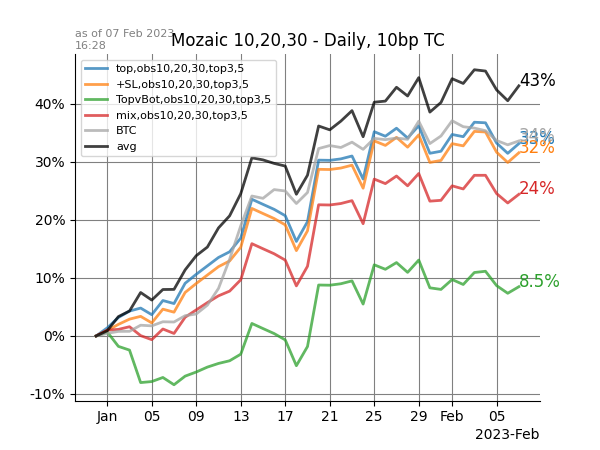 as of 07 Feb 2023
16:28
Mozaic 10,20,30 - Daily, 10bp TC
top,obs10,20,30,top3,5
+SL,obs10,20,30,top3,5
TopvBot,obs10,20,30,top3,5
mix,obs10,20,30,top3,5
BTC
avg
43%
33%
32%
24%
8.5%
40%
30%
20%
10%
0%
-10%
Jan 05 09 13 17 21 25 29 Feb 05
2023-Feb